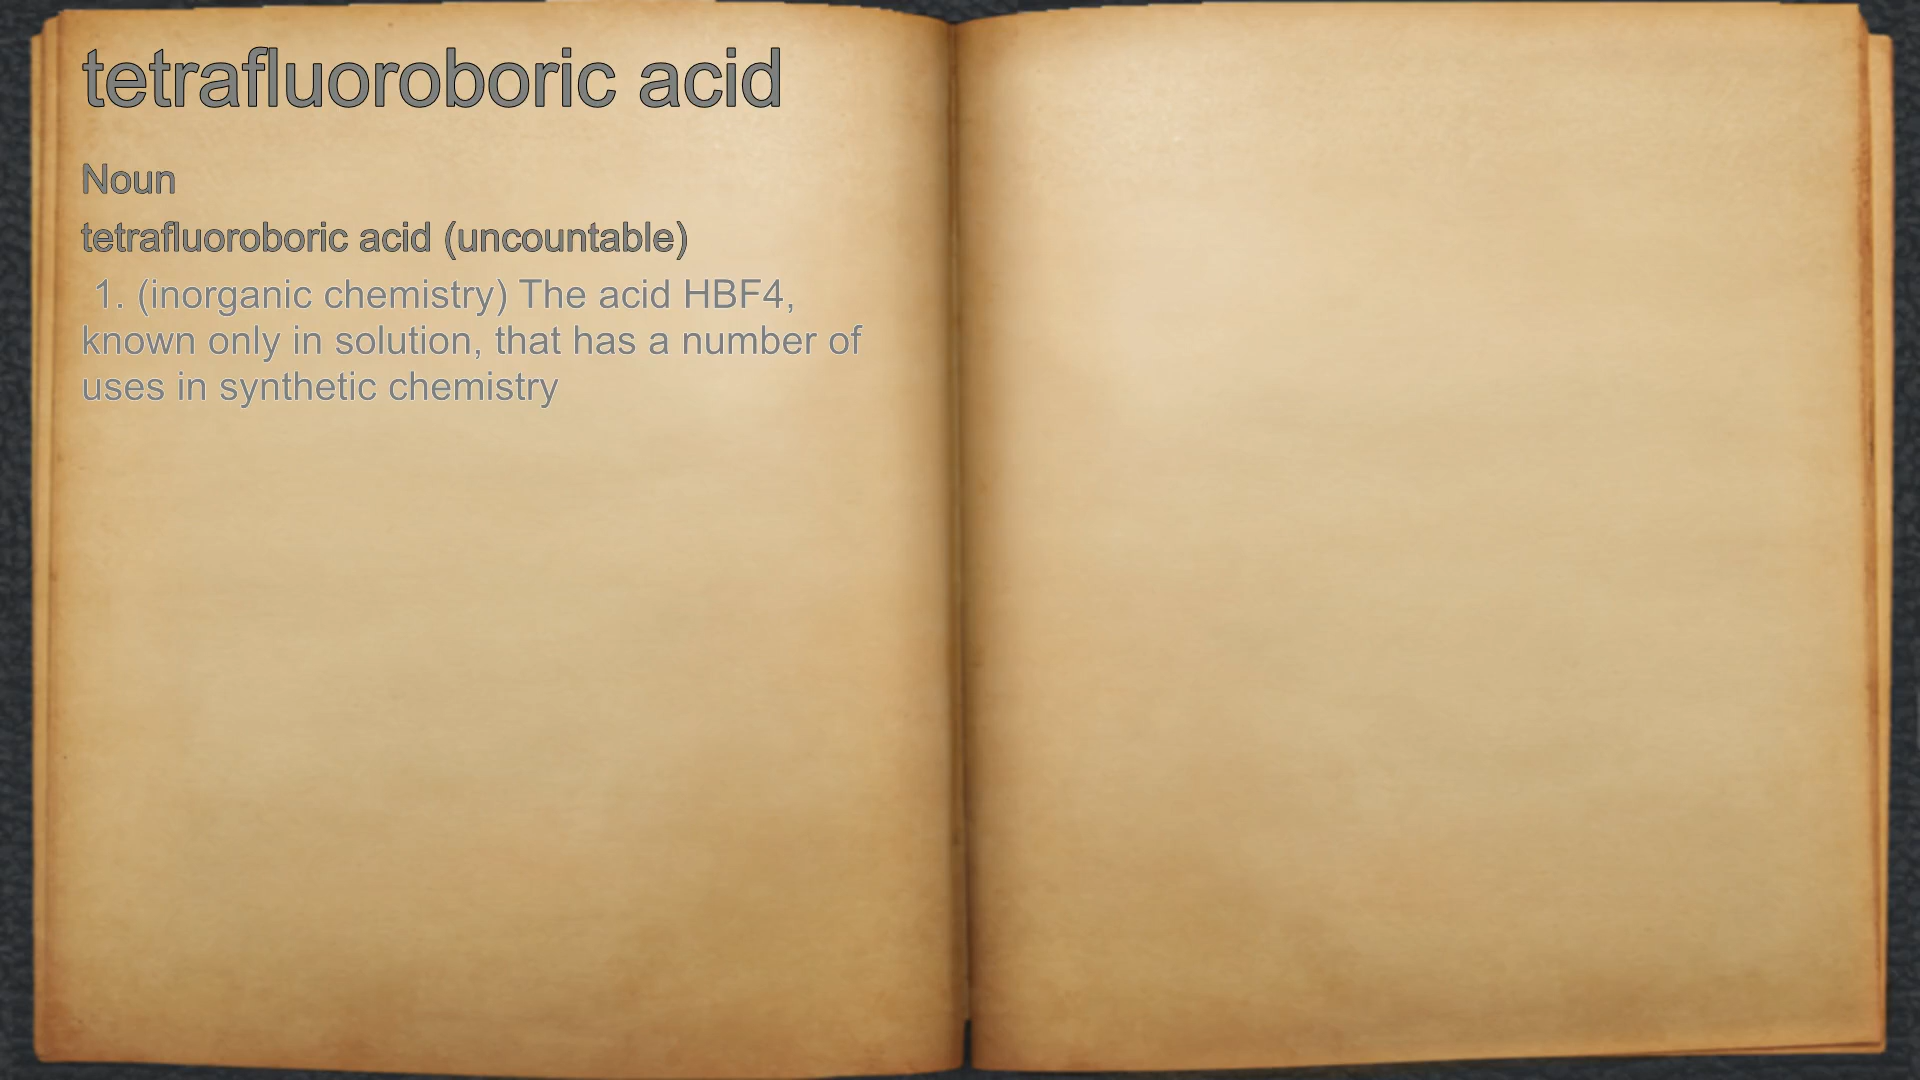 tetrafluoroboric acid
Noun
tetrafluoroboric acid (uncountable)
1. (inorganic chemistry) The acid HBF4,
known only in solution, that has a number of
uses in synthetic chemistry